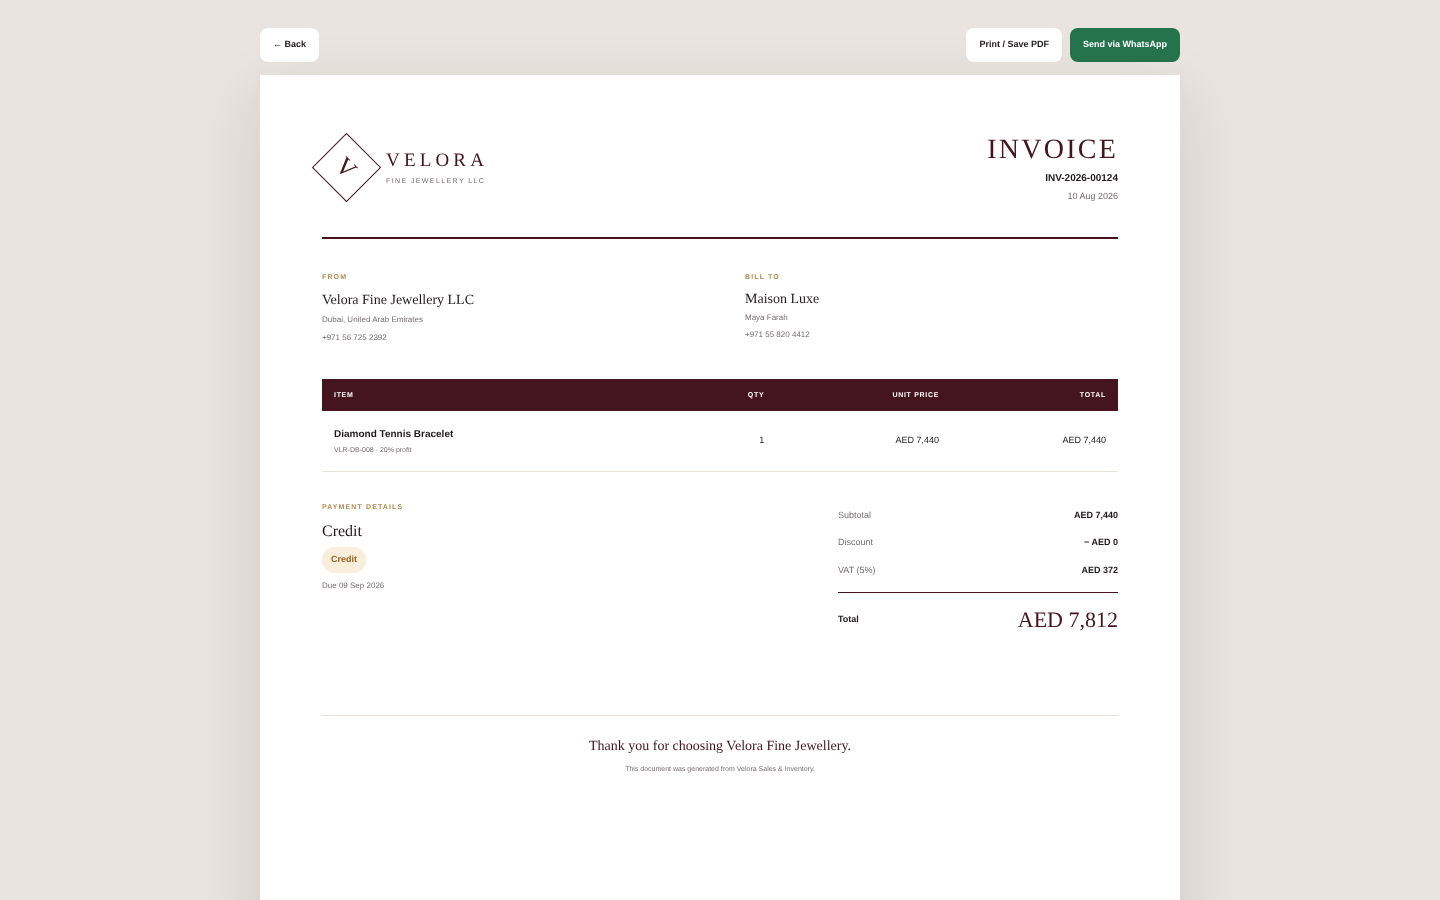 ← Back
Print / Save PDF
Send via WhatsApp
V
VELORA
FINE JEWELLERY LLC
INVOICE
INV-2026-00124
10 Aug 2026
FROM
Velora Fine Jewellery LLC
Dubai, United Arab Emirates
+971 56 725 2392
BILL TO
Maison Luxe
Maya Farah
+971 55 820 4412
ITEM QTY UNIT PRICE TOTAL
Diamond Tennis Bracelet 1 AED 7,440 AED 7,440
VLR-DB-008 · 20% profit
PAYMENT DETAILS
Credit
Credit
Due 09 Sep 2026
Subtotal AED 7,440
Discount − AED 0
VAT (5%) AED 372
Total AED 7,812
Thank you for choosing Velora Fine Jewellery.
This document was generated from Velora Sales & Inventory.